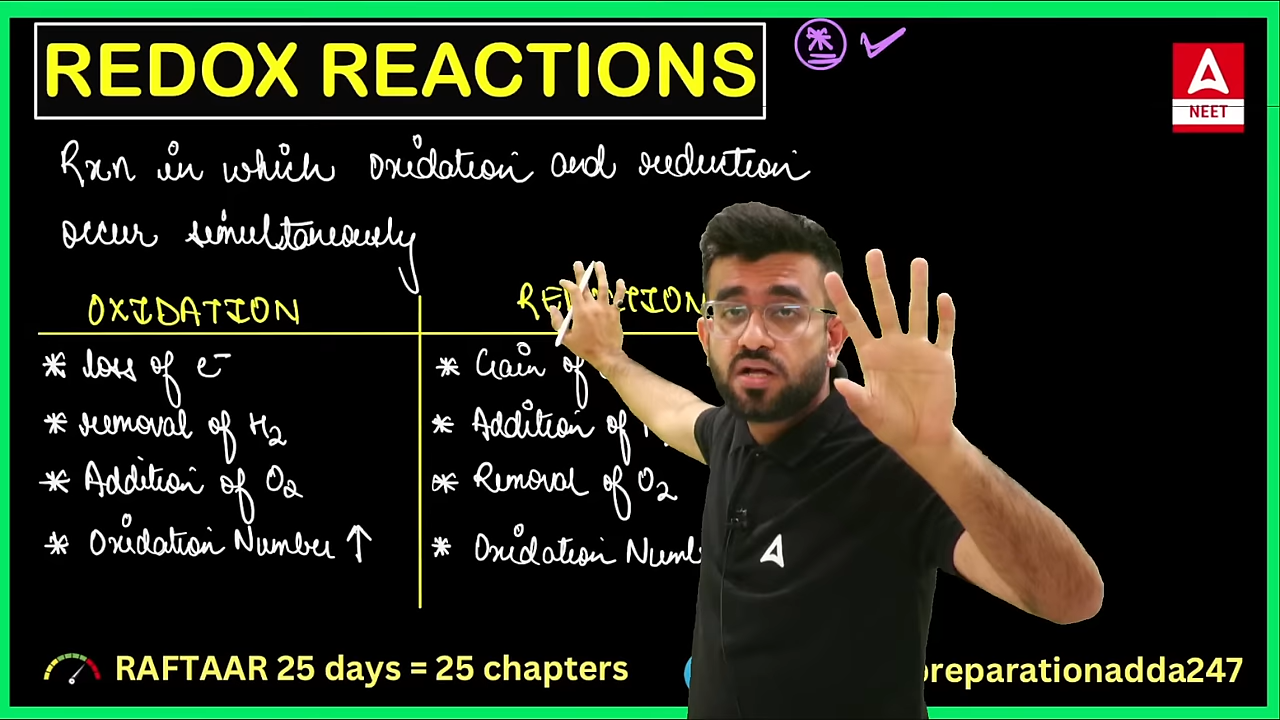 REDOX REACTIONS
NEET
Rxn in which oxidation and reduction
occur simultaneously
OXIDATION
* loss of e⁻
* Gain of
* removal of H₂
* Addition of
* Addition of O₂
* Removal of O₂
* Oxidation Number ↑
* Oxidation
RAFTAAR 25 days = 25 chapters
preparationadda247